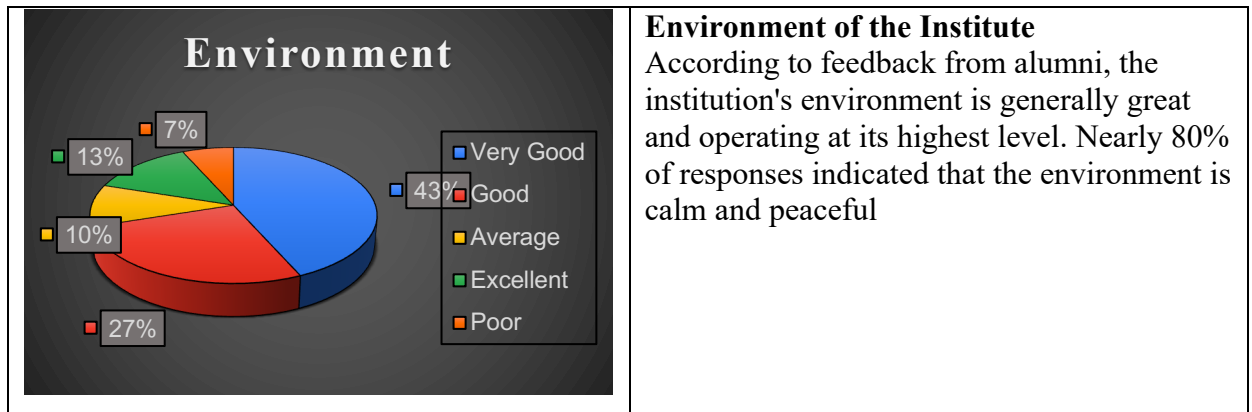 Environment
7%
13%
43%
10%
27%
Very Good
Good
Average
Excellent
Poor
Environment of the Institute
According to feedback from alumni, the
institution's environment is generally great
and operating at its highest level. Nearly 80%
of responses indicated that the environment is
calm and peaceful